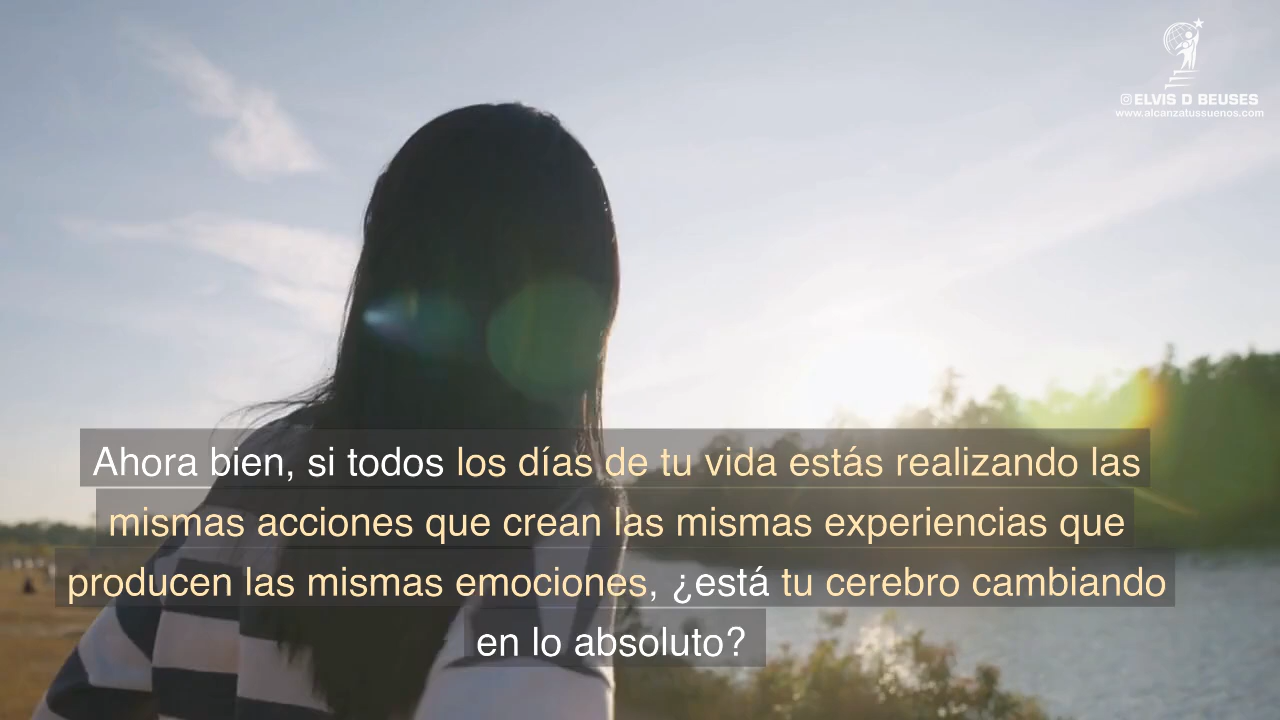 ELVIS D BEUSES
www.alcanzatussuenos.com
Ahora bien, si todos los días de tu vida estás realizando las
mismas acciones que crean las mismas experiencias que
producen las mismas emociones, ¿está tu cerebro cambiando
en lo absoluto?